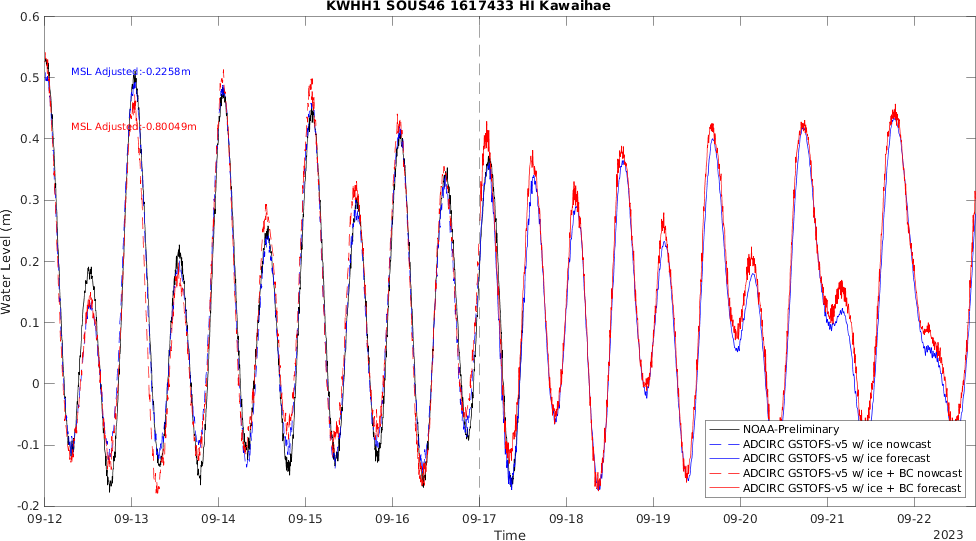 KWHH1 SOUS46 1617433 HI Kawaihae
0.6
0.5
0.4
0.3
0.2
0.1
0
-0.1
-0.2
Water Level (m)
MSL Adjusted:-0.2258m
MSL Adjusted:-0.80049m
NOAA-Preliminary
ADCIRC GSTOFS-v5 w/ ice nowcast
ADCIRC GSTOFS-v5 w/ ice forecast
ADCIRC GSTOFS-v5 w/ ice + BC nowcast
ADCIRC GSTOFS-v5 w/ ice + BC forecast
09-12 09-13 09-14 09-15 09-16 09-17 09-18 09-19 09-20 09-21 09-22
Time
2023